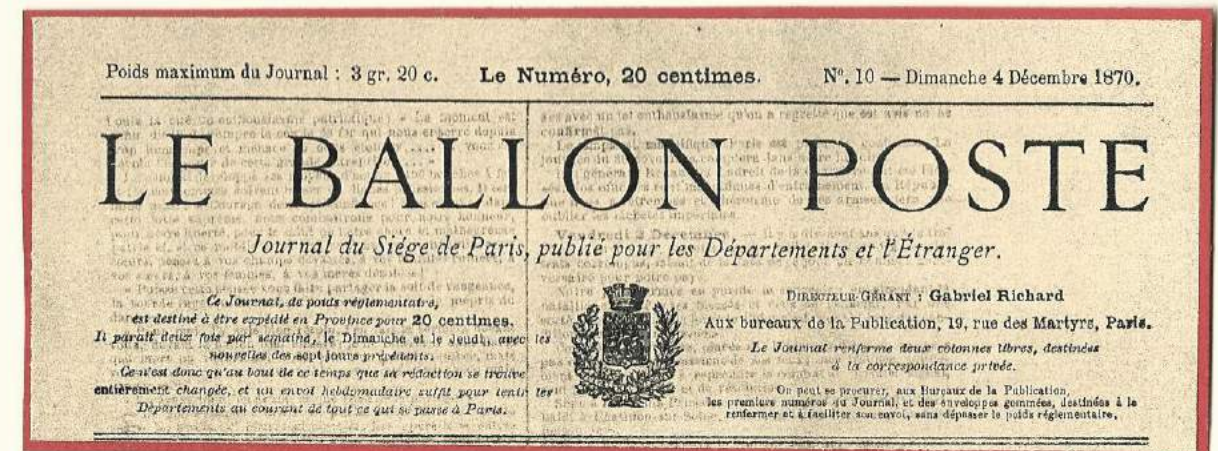 Poids maximum du Journal : 3 gr. 20 c. Le Numéro, 20 centimes. Nº. 10 — Dimanche 4 Décembre 1870.
LE BALLON POSTE
Journal du Siége de Paris, publié pour les Départements et l'Étranger.
Ce Journal, de poids réglementaire,
est destiné à être expédié en Province pour 20 centimes.
Il paraît deux fois par semaine, le Dimanche et le Jeudi, avec les
nouvelles des sept jours précédents.
Ce n'est donc qu'au bout de ce temps que sa rédaction se trouve
entièrement changée, et un envoi hebdomadaire suffit pour tenir les
Départements au courant de tout ce qui se passe à Paris.
DIRECTEUR-GÉRANT : Gabriel Richard
Aux bureaux de la Publication, 19, rue des Martyrs, Paris.
Le Journal renferme deux colonnes libres, destinées
à la correspondance privée.
On peut se procurer, aux Bureaux de la Publication,
les premiers numéros du Journal, et des enveloppes gommées, destinées à le
renfermer et à faciliter son envoi, sans dépasser le poids réglementaire.